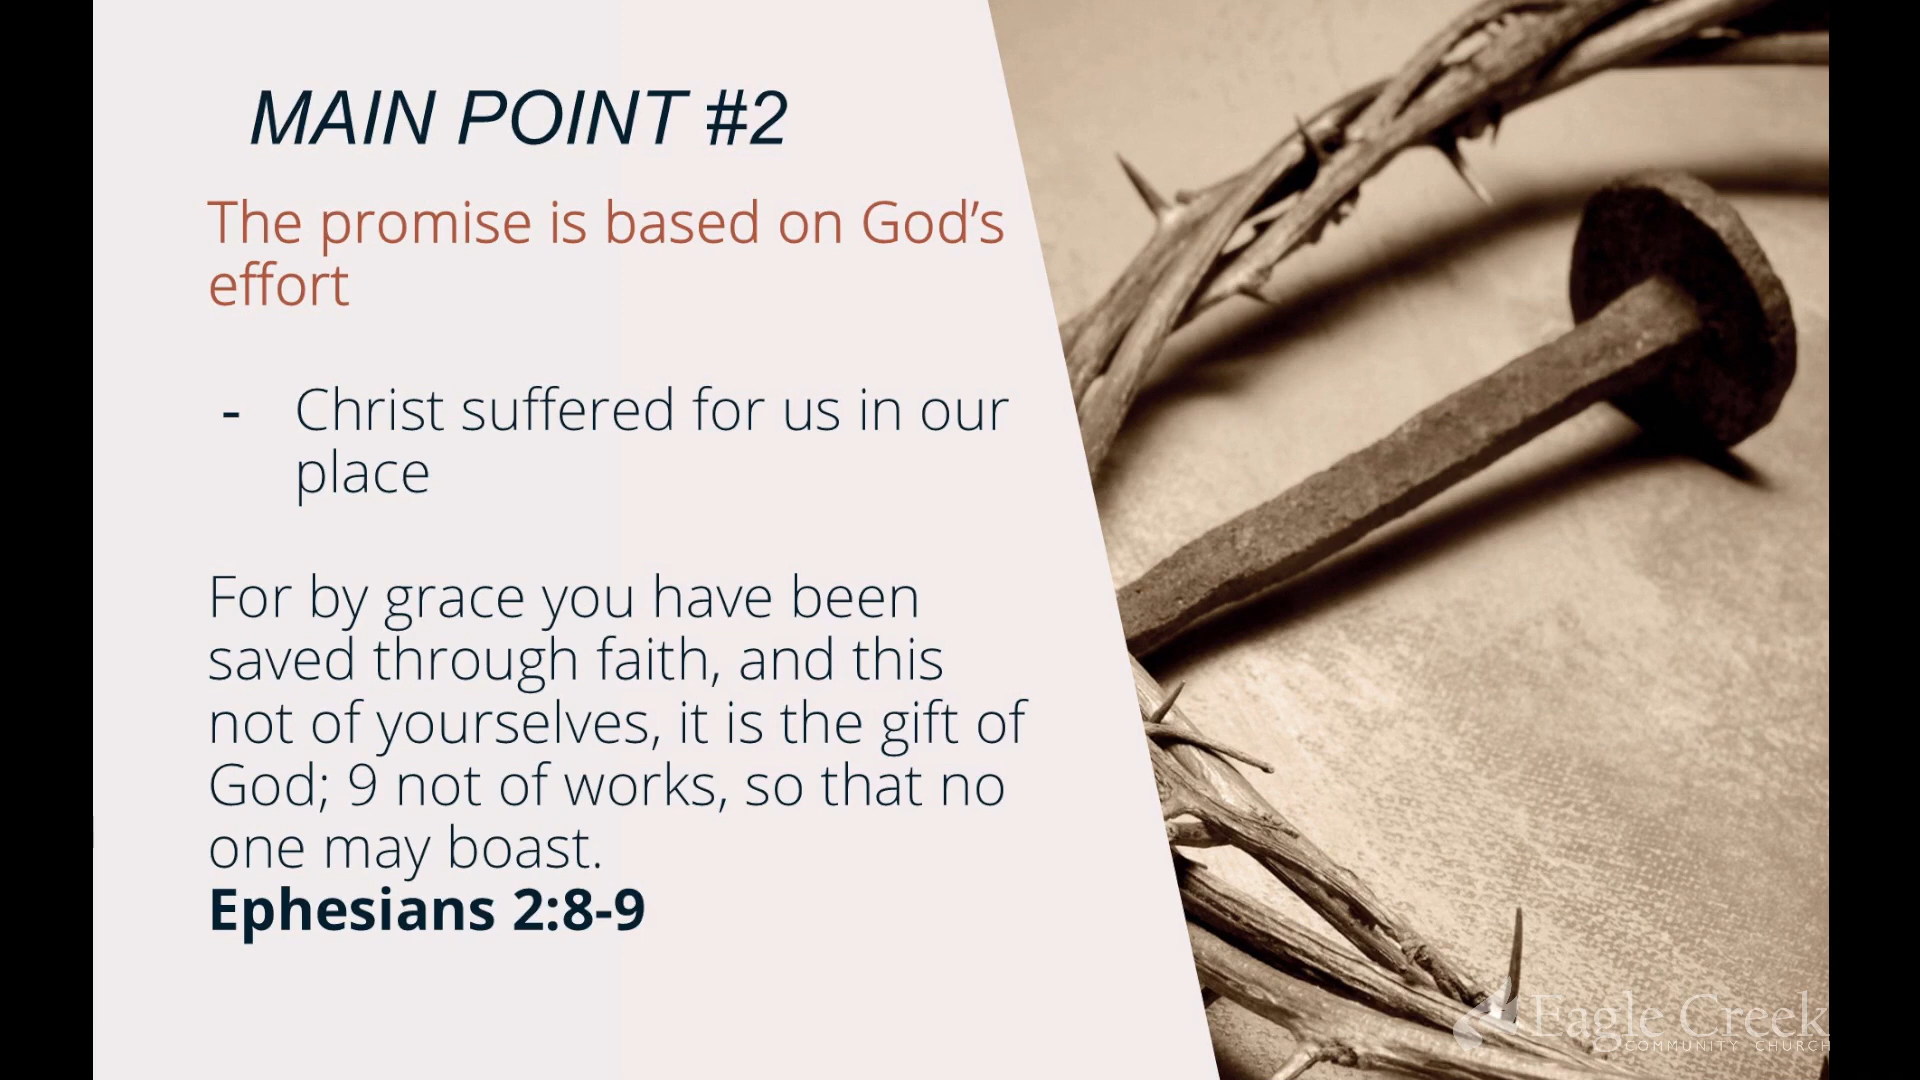 MAIN POINT #2
The promise is based on God’s
effort
- Christ suffered for us in our
place
For by grace you have been
saved through faith, and this
not of yourselves, it is the gift of
God; 9 not of works, so that no
one may boast.
Ephesians 2:8-9
Eagle Creek
COMMUNITY CHURCH